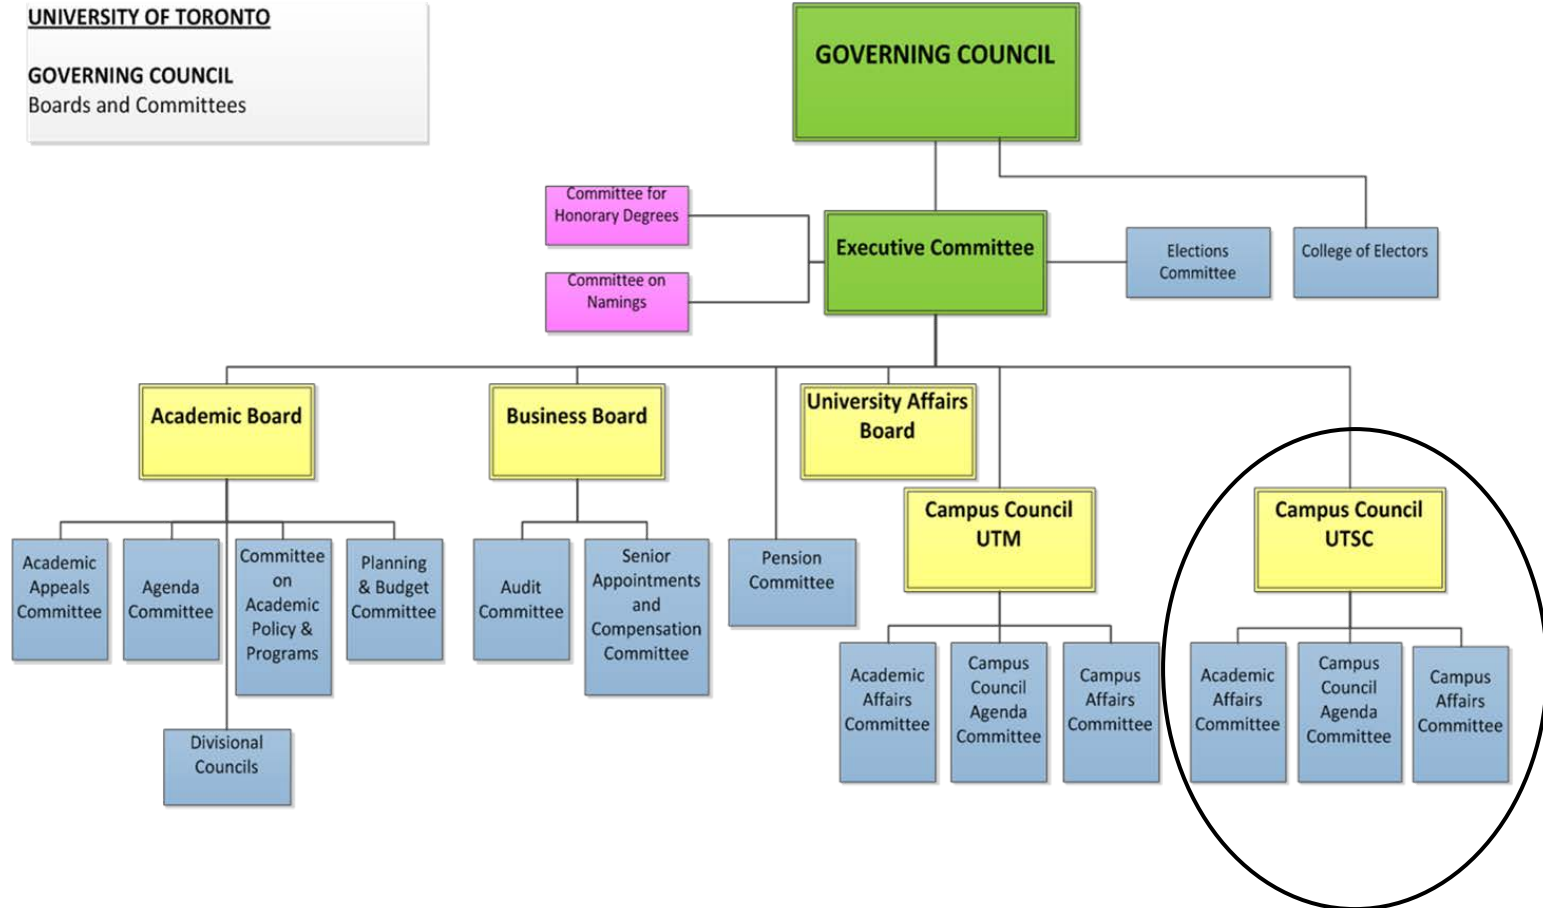 UNIVERSITY OF TORONTO
GOVERNING COUNCIL
Boards and Committees
GOVERNING COUNCIL
Committee for
Honorary Degrees
Committee on
Namings
Executive Committee
Elections
Committee
College of Electors
Academic Board
Business Board
University Affairs
Board
Campus Council
UTM
Campus Council
UTSC
Academic
Appeals
Committee
Agenda
Committee
Committee
on
Academic
Policy &
Programs
Planning
& Budget
Committee
Audit
Committee
Senior
Appointments
and
Compensation
Committee
Pension
Committee
Divisional
Councils
Academic
Affairs
Committee
Campus
Council
Agenda
Committee
Campus
Affairs
Committee
Academic
Affairs
Committee
Campus
Council
Agenda
Committee
Campus
Affairs
Committee